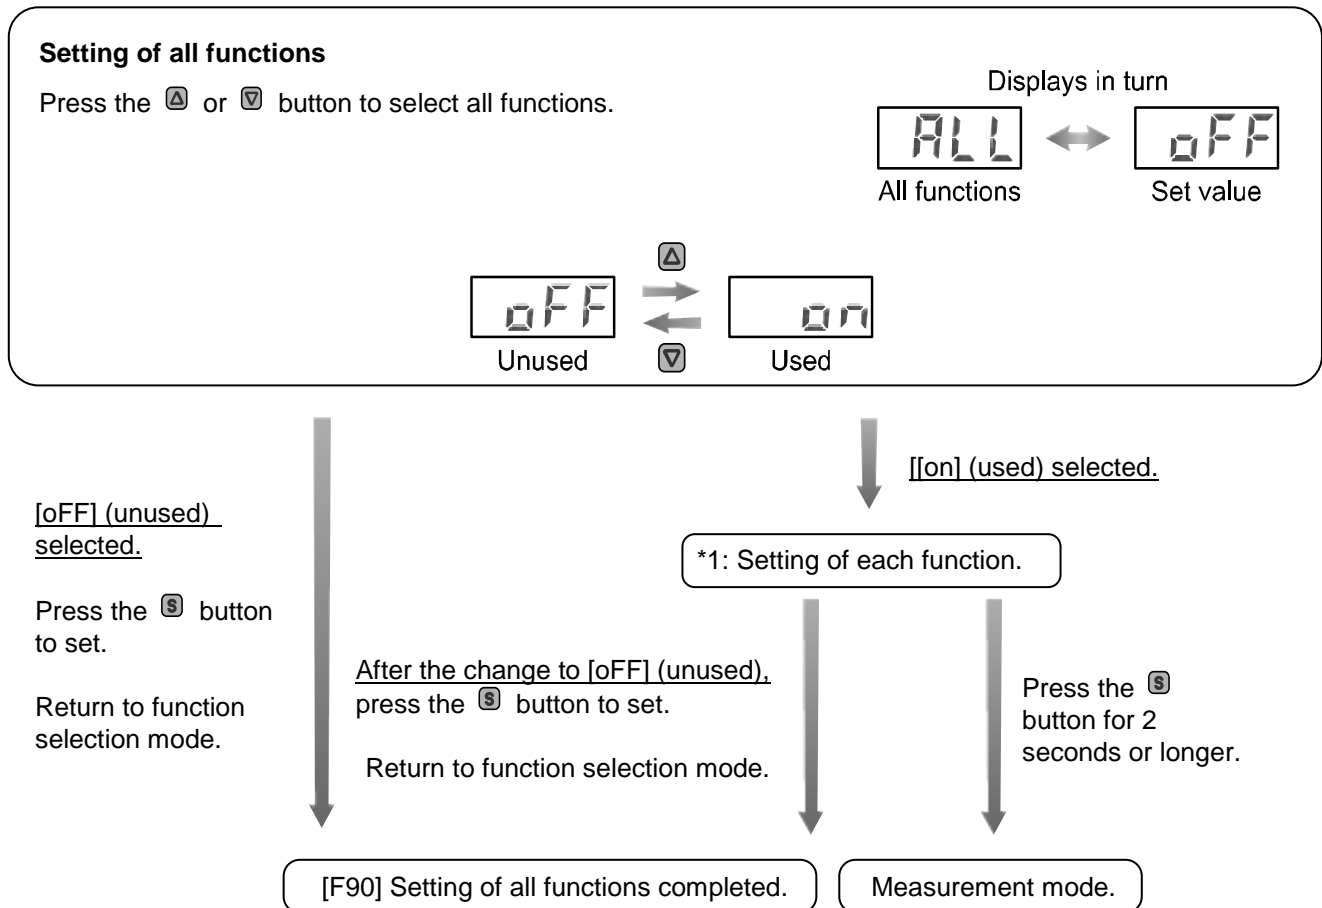 Setting of all functions
Press the △ or ▽ button to select all functions.
Displays in turn
ALL oFF
All functions Set value
△
oFF on
Unused ▽ Used
[[on] (used) selected.
[oFF] (unused)
selected.
*1: Setting of each function.
Press the S button
to set.
Return to function
selection mode.
After the change to [oFF] (unused),
press the S button to set.
Return to function selection mode.
Press the S
button for 2
seconds or longer.
[F90] Setting of all functions completed.
Measurement mode.